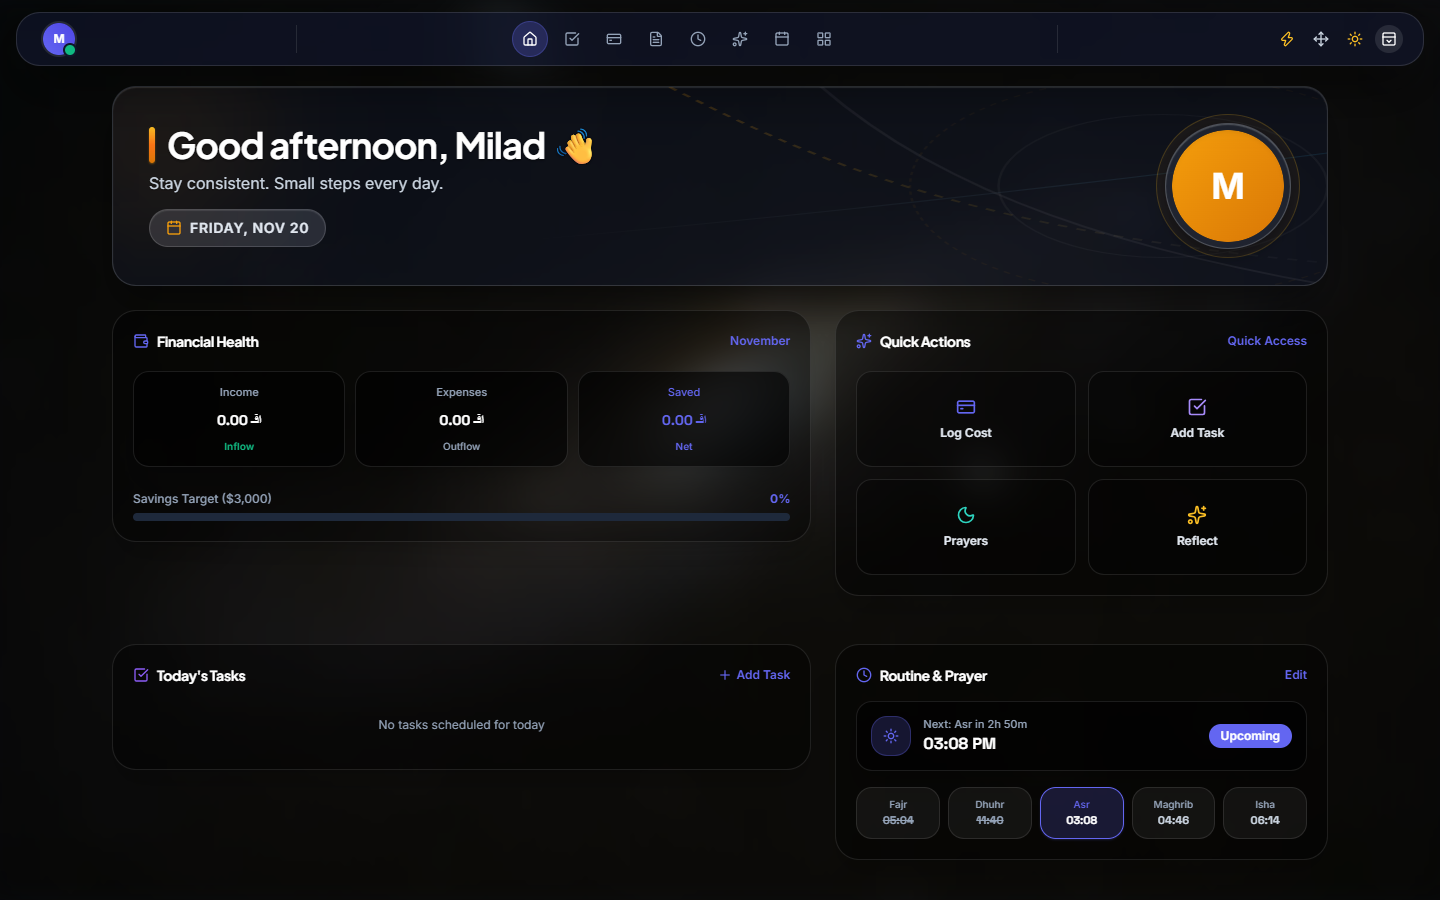 M
Good afternoon, Milad 👋
Stay consistent. Small steps every day.
FRIDAY, NOV 20
M
Financial Health
November
Income
0.00
Inflow
Expenses
0.00
Outflow
Saved
0.00
Net
Savings Target ($3,000)
0%
Quick Actions
Quick Access
Log Cost
Add Task
Prayers
Reflect
Today's Tasks
+ Add Task
No tasks scheduled for today
Routine & Prayer
Edit
Next: Asr in 2h 50m
03:08 PM
Upcoming
Fajr
05:04
Dhuhr
11:40
Asr
03:08
Maghrib
04:46
Isha
06:14